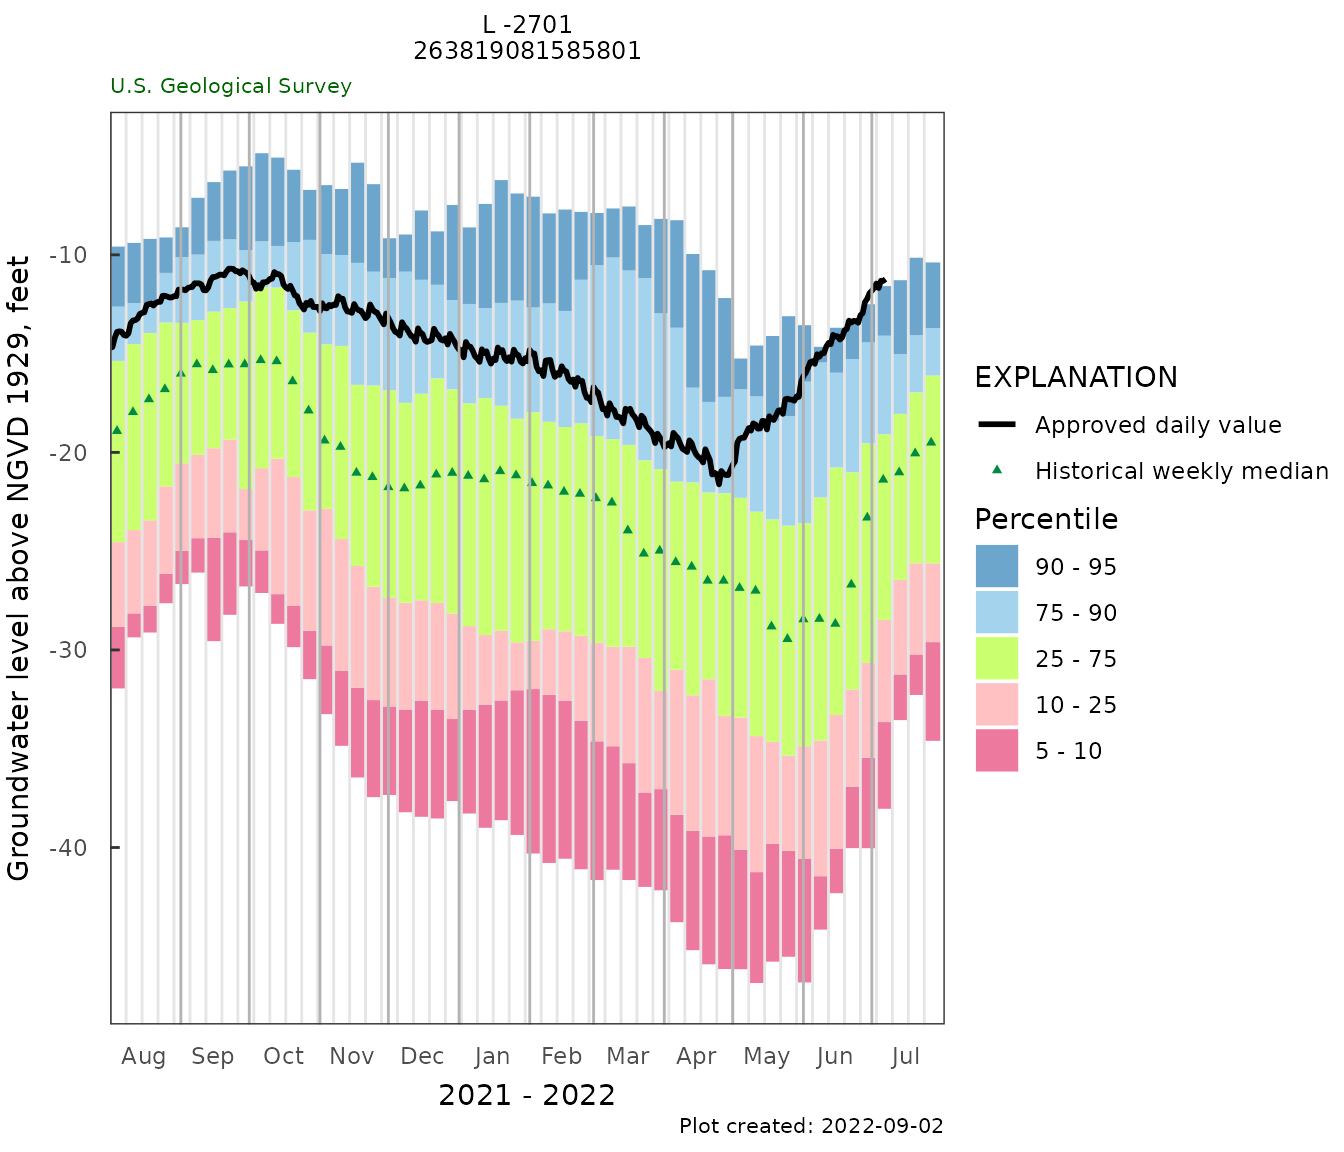 L -2701
263819081585801
U.S. Geological Survey
Groundwater level above NGVD 1929, feet
-10
-20
-30
-40
Aug Sep Oct Nov Dec Jan Feb Mar Apr May Jun Jul
2021 - 2022
EXPLANATION
Approved daily value
Historical weekly median
Percentile
90 - 95
75 - 90
25 - 75
10 - 25
5 - 10
Plot created: 2022-09-02